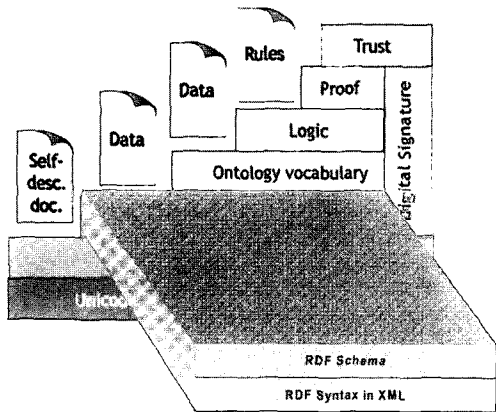 Rules
Trust
Data
Proof
Data
Logic
Self-
desc.
doc.
Ontology vocabulary
Digital Signature
RDF Schema
RDF Syntax in XML